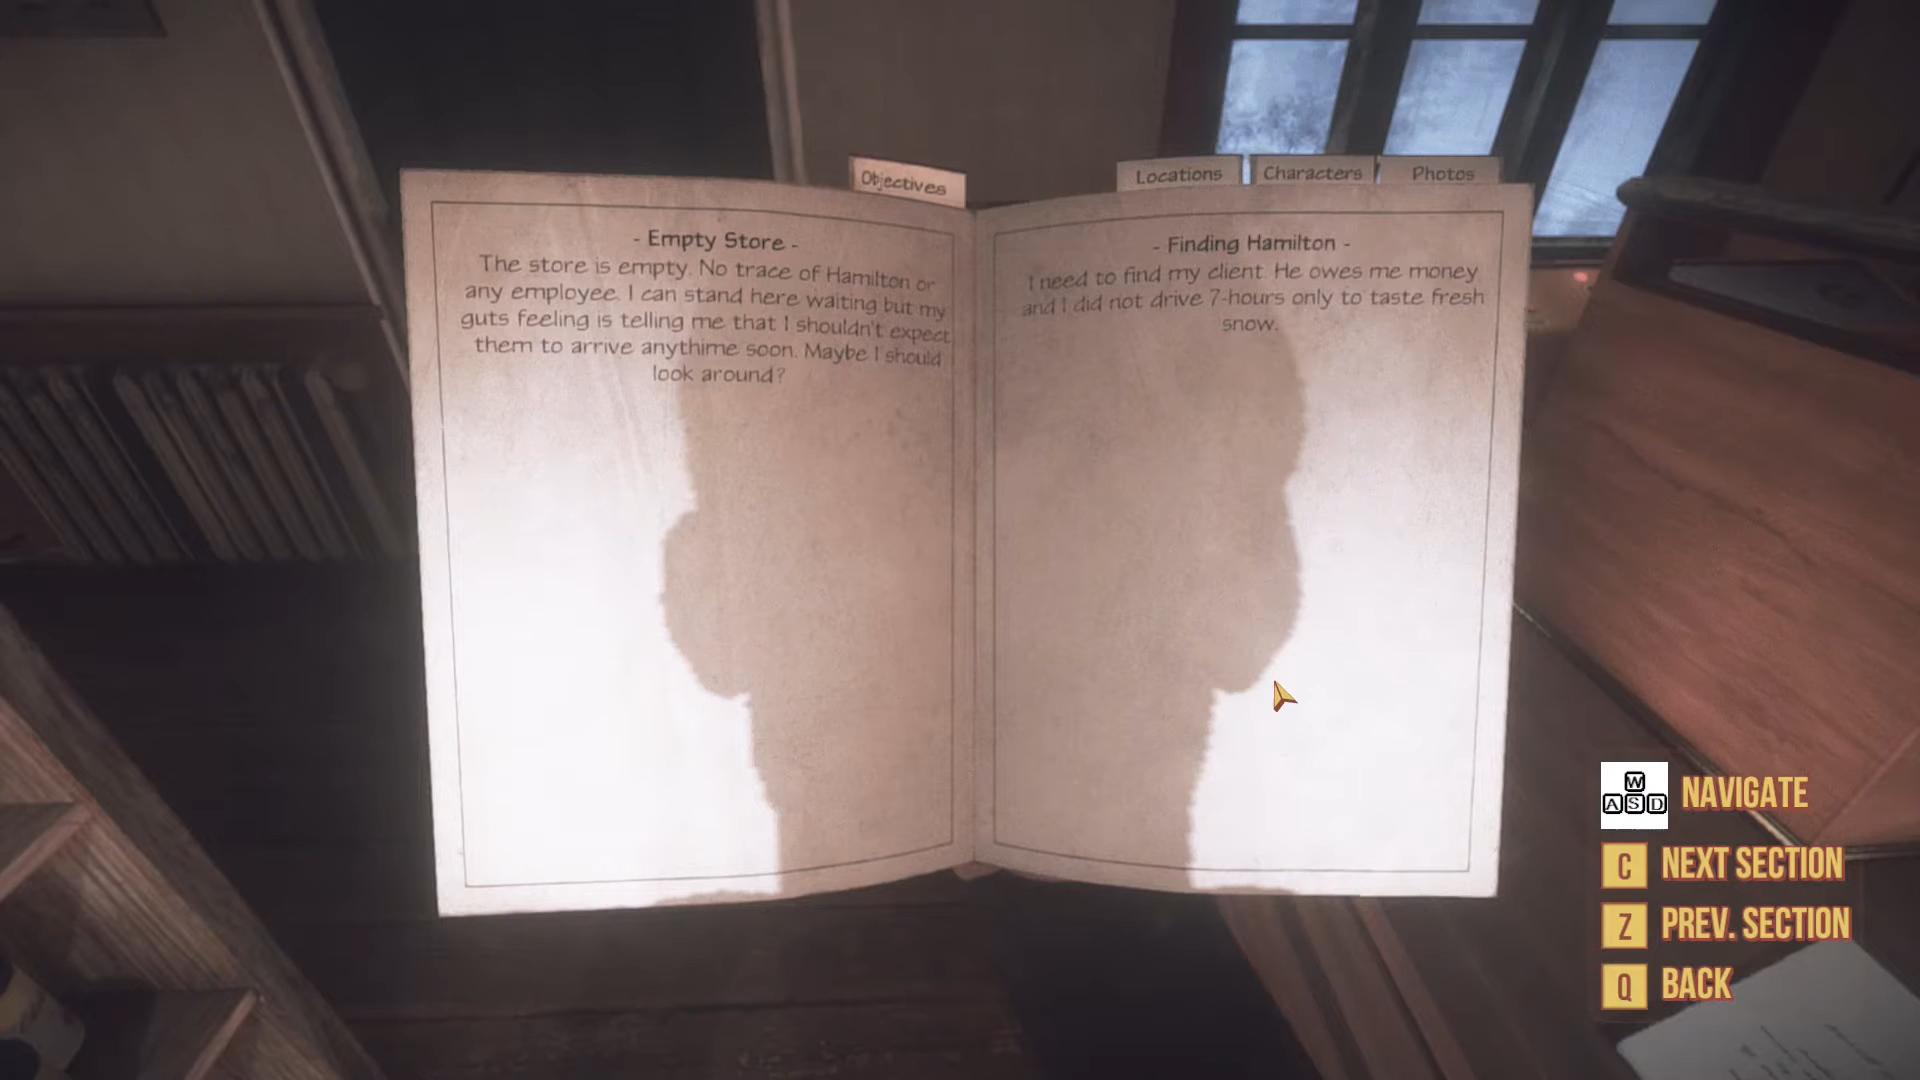 Objectives
Locations
Characters
Photos
- Empty Store -
The store is empty. No trace of Hamilton or
any employee. I can stand here waiting but my
guts feeling is telling me that I shouldn't expect
them to arrive anythime soon. Maybe I should
look around?
- Finding Hamilton -
I need to find my client. He owes me money
and I did not drive 7-hours only to taste fresh
snow.
W
A S D
NAVIGATE
C NEXT SECTION
Z PREV. SECTION
Q BACK